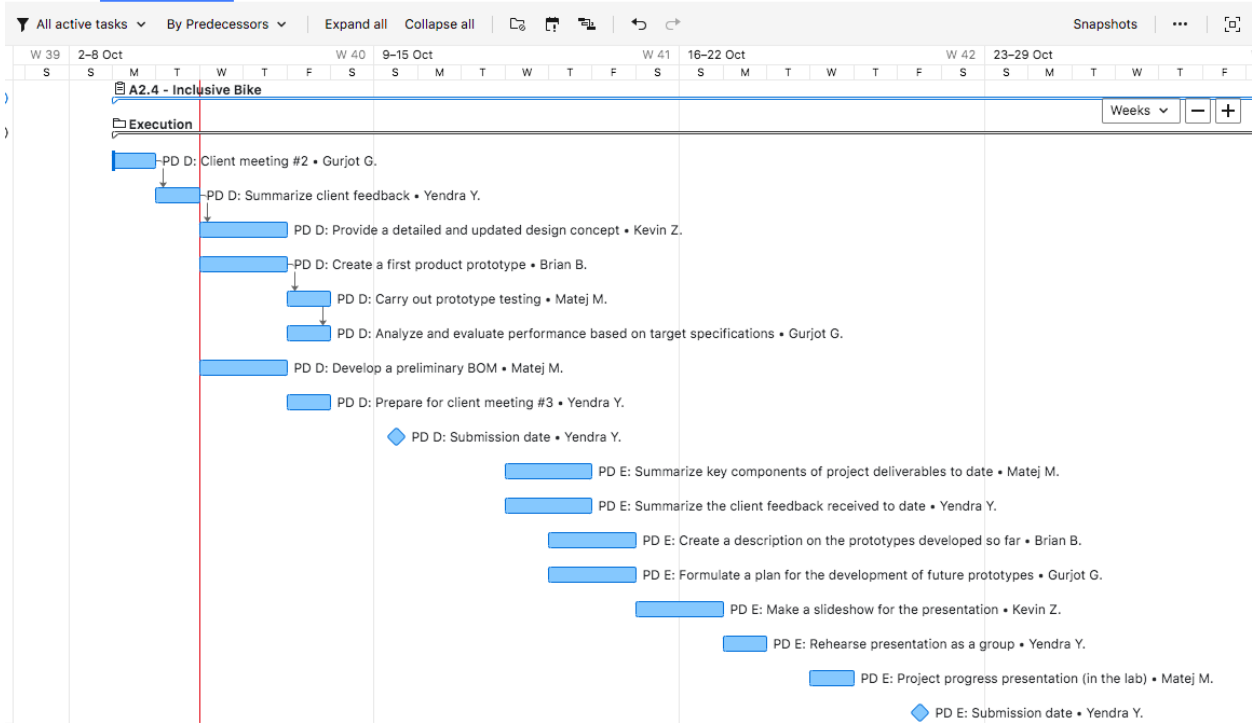 All active tasks By Predecessors Expand all Collapse all Snapshots
W 39 2–8 Oct W 40 9–15 Oct W 41 16–22 Oct W 42 23–29 Oct
S S M T W T F S S M T W T F S S M T W T F S S M T W T F
A2.4 - Inclusive Bike
Weeks
Execution
PD D: Client meeting #2 • Gurjot G.
PD D: Summarize client feedback • Yendra Y.
PD D: Provide a detailed and updated design concept • Kevin Z.
PD D: Create a first product prototype • Brian B.
PD D: Carry out prototype testing • Matej M.
PD D: Analyze and evaluate performance based on target specifications • Gurjot G.
PD D: Develop a preliminary BOM • Matej M.
PD D: Prepare for client meeting #3 • Yendra Y.
PD D: Submission date • Yendra Y.
PD E: Summarize key components of project deliverables to date • Matej M.
PD E: Summarize the client feedback received to date • Yendra Y.
PD E: Create a description on the prototypes developed so far • Brian B.
PD E: Formulate a plan for the development of future prototypes • Gurjot G.
PD E: Make a slideshow for the presentation • Kevin Z.
PD E: Rehearse presentation as a group • Yendra Y.
PD E: Project progress presentation (in the lab) • Matej M.
PD E: Submission date • Yendra Y.